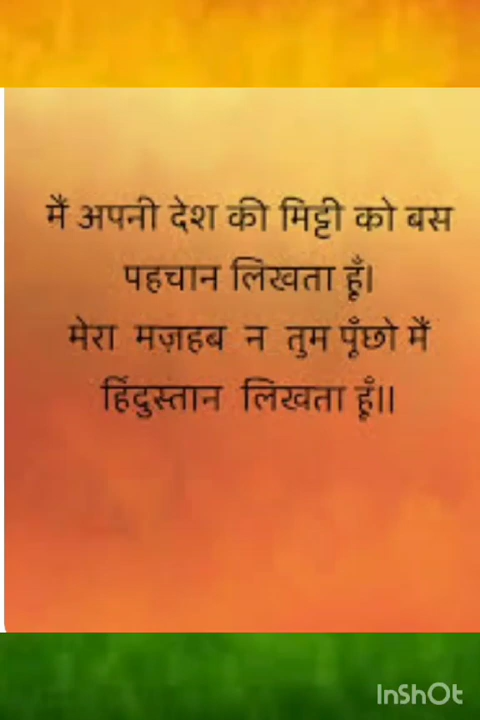 मैं अपनी देश की मिट्टी को बस
पहचान लिखता हूँ।
मेरा मज़हब न तुम पूँछो मैं
हिंदुस्तान लिखता हूँ।।
InShOt